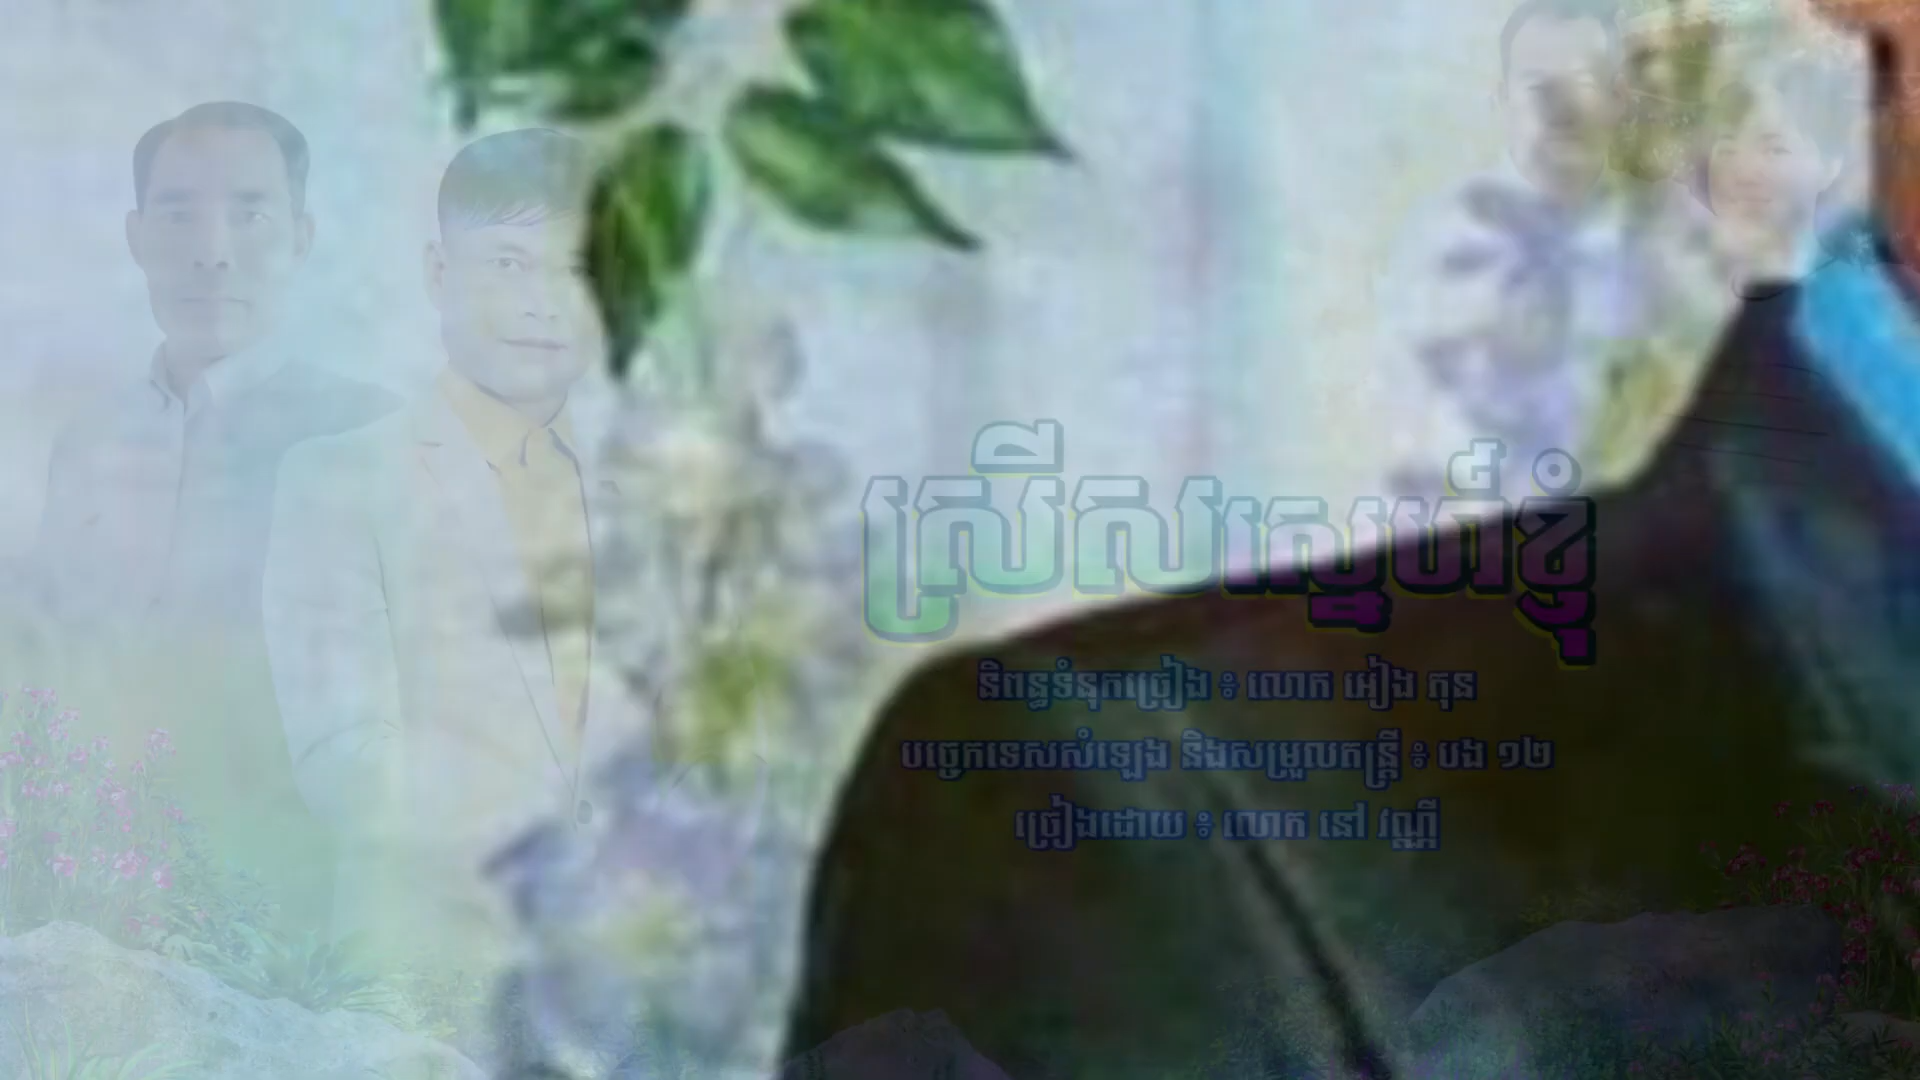 ស្រីសស្នេហ៍ខ្ញុំ
និពន្ធទំនុកច្រៀង ៖ លោក អៀង ភុន
បច្ចេកទេសសំឡេង និងសម្រួលតន្ត្រី ៖ បង ១២
ច្រៀងដោយ ៖ លោក នៅ វណ្ណី